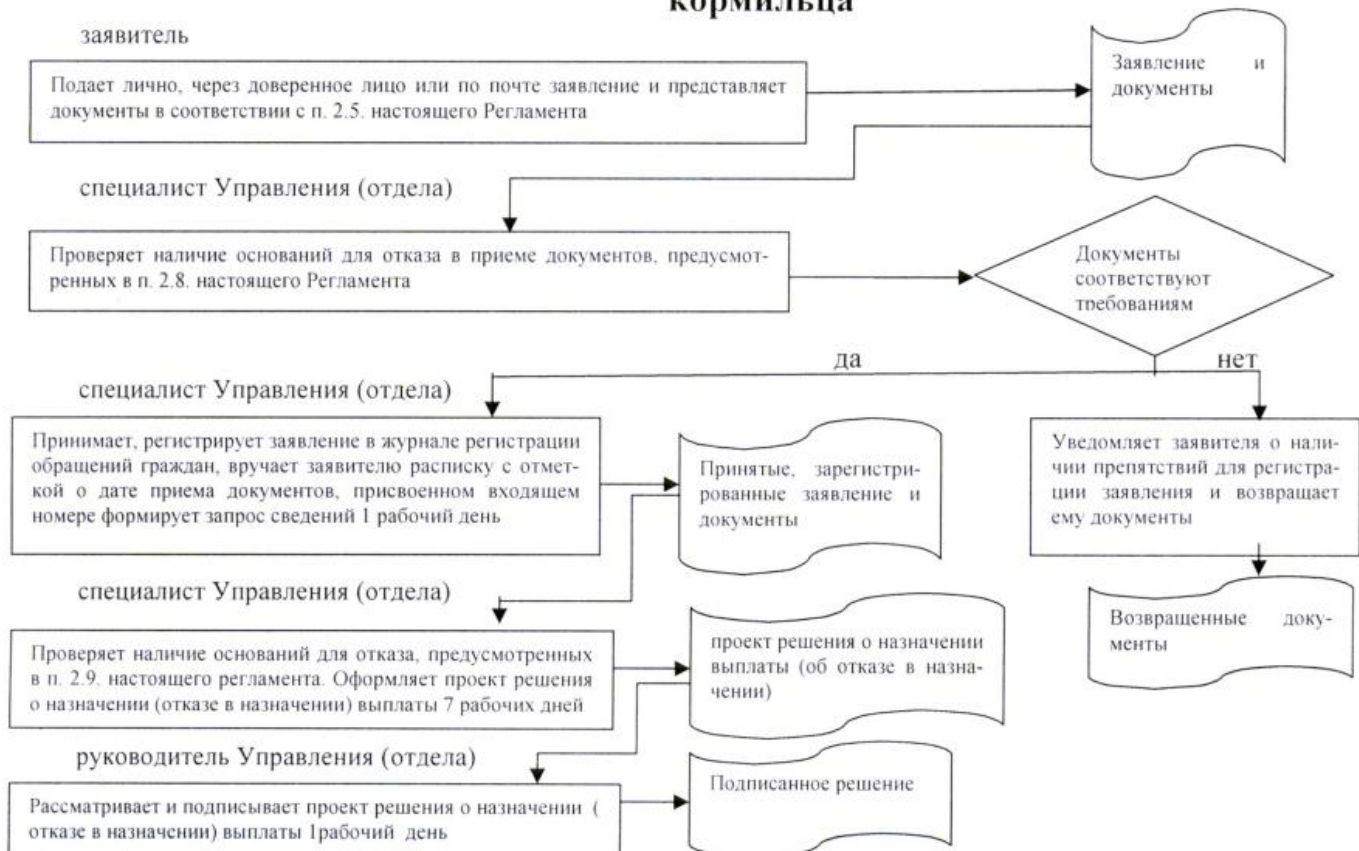 кормильца
заявитель
Подает лично, через доверенное лицо или по почте заявление и представляет
документы в соответствии с п. 2.5. настоящего Регламента
Заявление и
документы
специалист Управления (отдела)
Проверяет наличие оснований для отказа в приеме документов, предусмот-
ренных в п. 2.8. настоящего Регламента
Документы
соответствуют
требованиям
да
нет
специалист Управления (отдела)
Принимает, регистрирует заявление в журнале регистрации
обращений граждан, вручает заявителю расписку с отмет-
кой о дате приема документов, присвоенном входящем
номере формирует запрос сведений 1 рабочий день
Принятые, зарегистри-
рованные заявление и
документы
Уведомляет заявителя о нали-
чии препятствий для регистра-
ции заявления и возвращает
ему документы
специалист Управления (отдела)
Проверяет наличие оснований для отказа, предусмотренных
в п. 2.9. настоящего регламента. Оформляет проект решения
о назначении (отказе в назначении) выплаты 7 рабочих дней
проект решения о назначении
выплаты (об отказе в назна-
чении)
Возвращенные доку-
менты
руководитель Управления (отдела)
Рассматривает и подписывает проект решения о назначении (
отказе в назначении) выплаты 1рабочий день
Подписанное решение